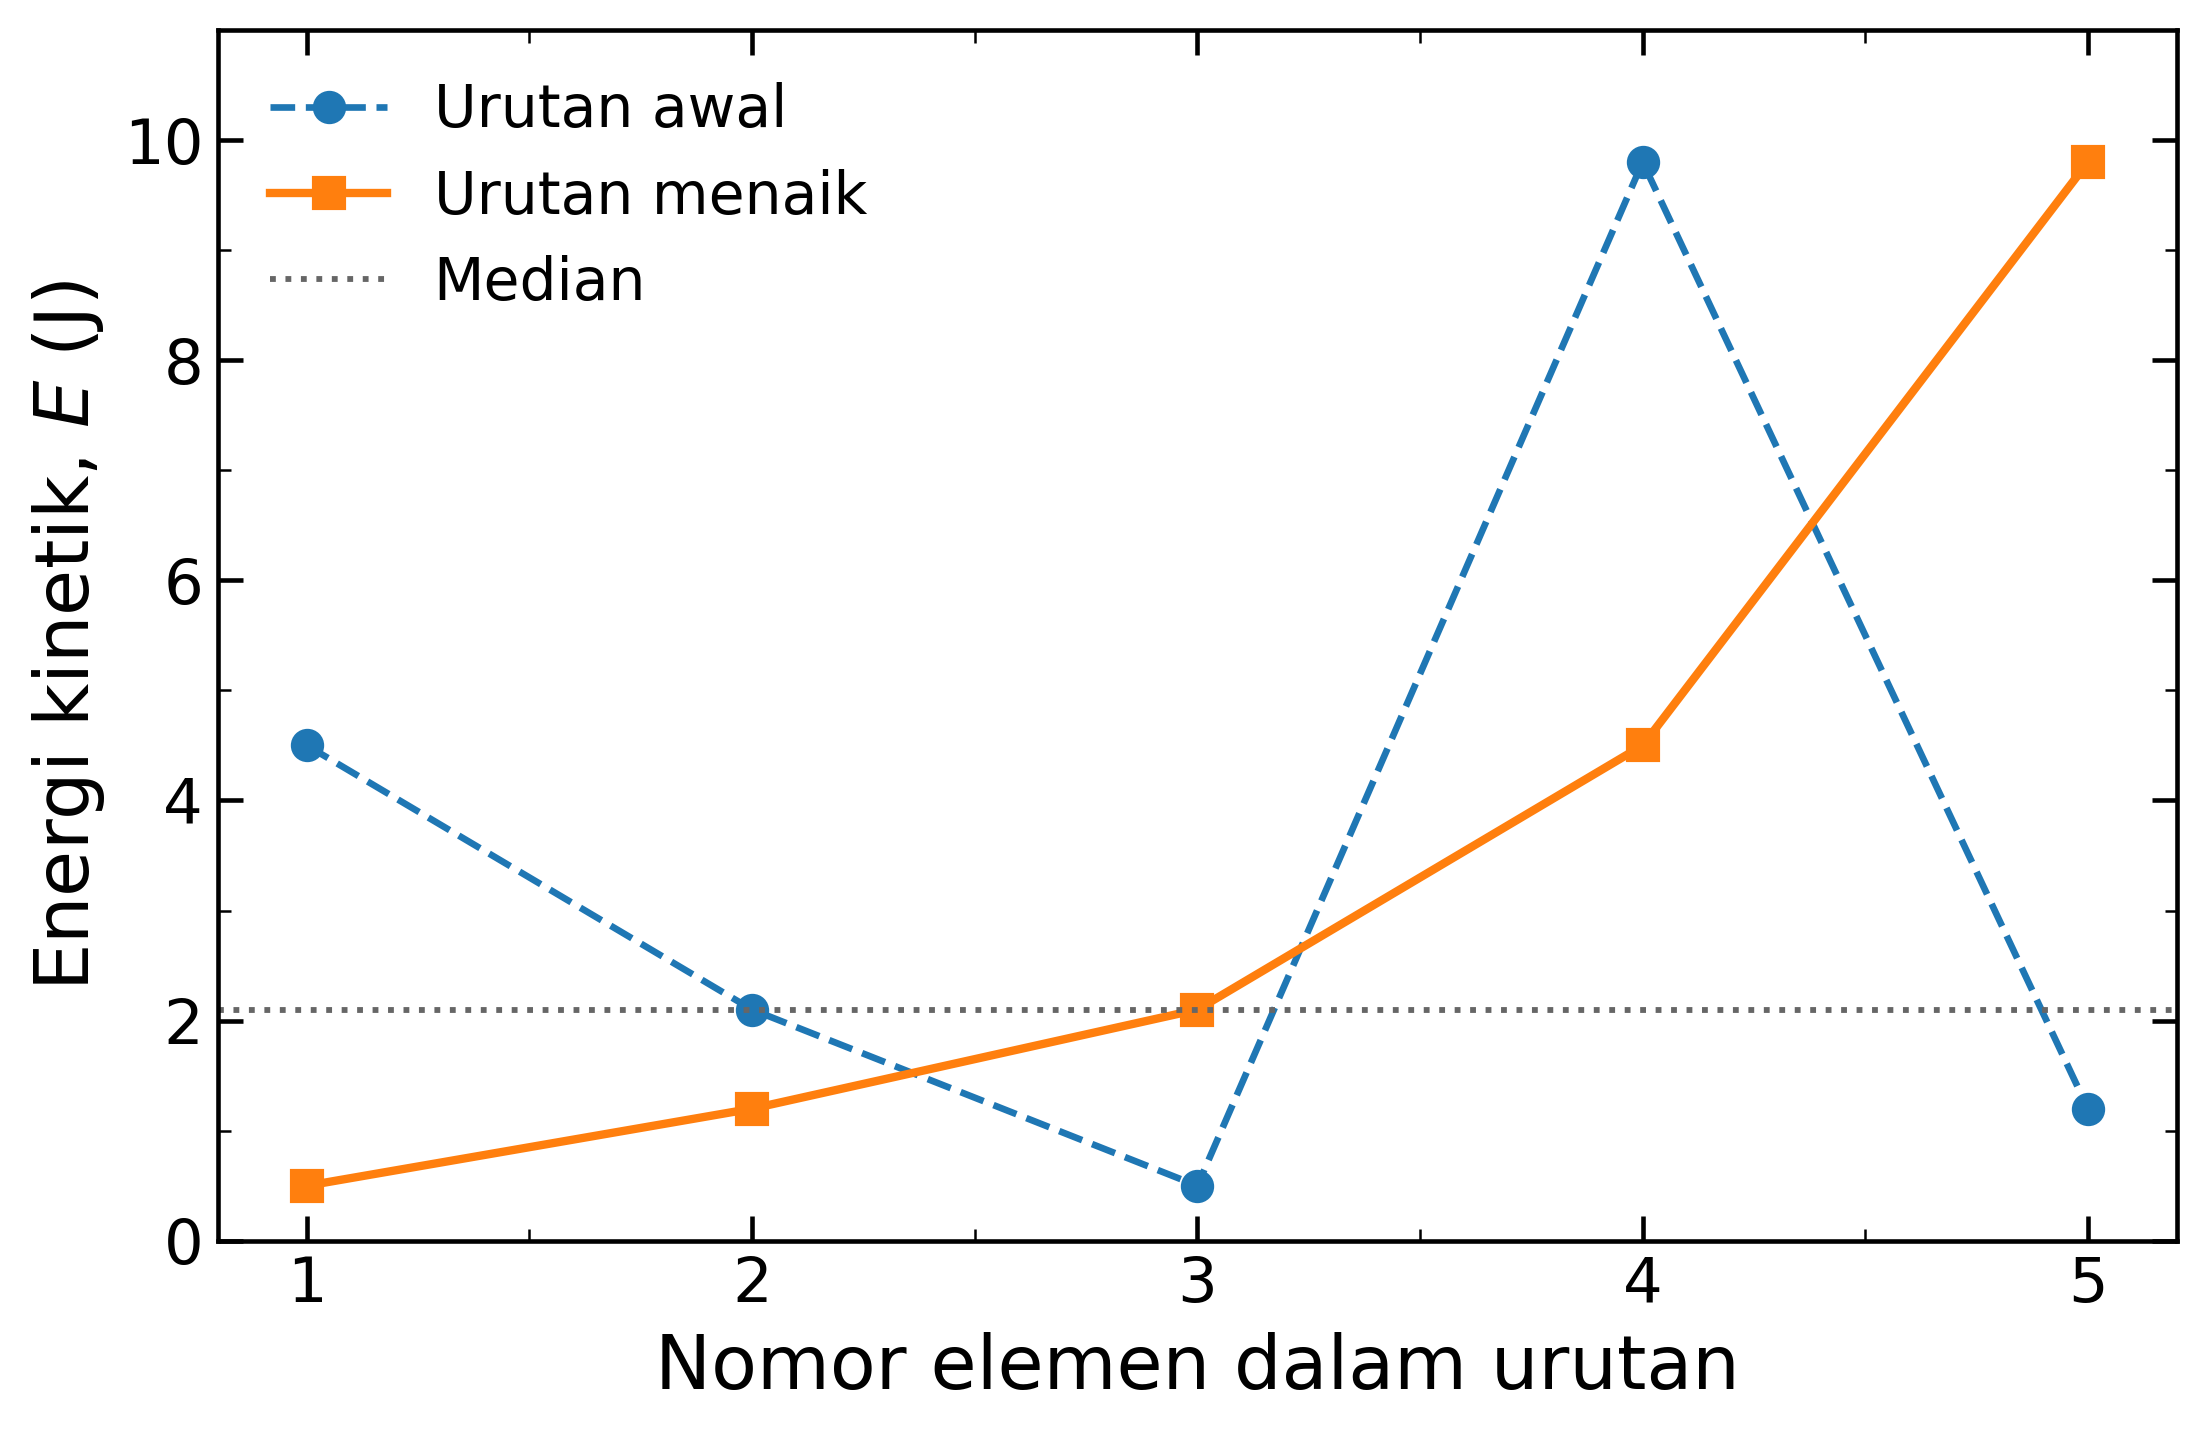 Urutan awal
Urutan menaik
Median
Energi kinetik, E (J)
10
8
6
4
2
0
1 2 3 4 5
Nomor elemen dalam urutan